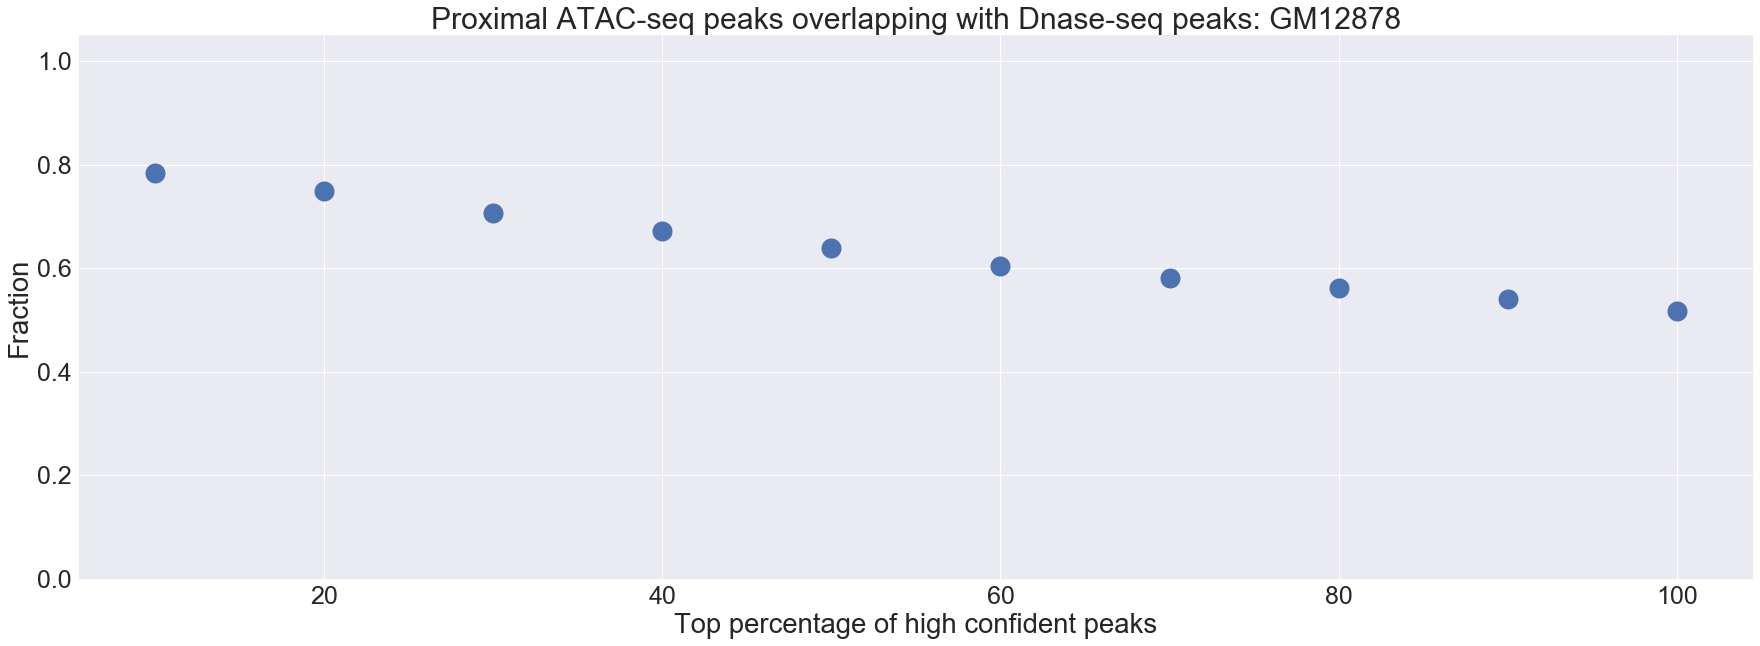 Proximal ATAC-seq peaks overlapping with Dnase-seq peaks: GM12878
1.0
0.8
0.6
0.4
0.2
0.0
Fraction
20 40 60 80 100
Top percentage of high confident peaks